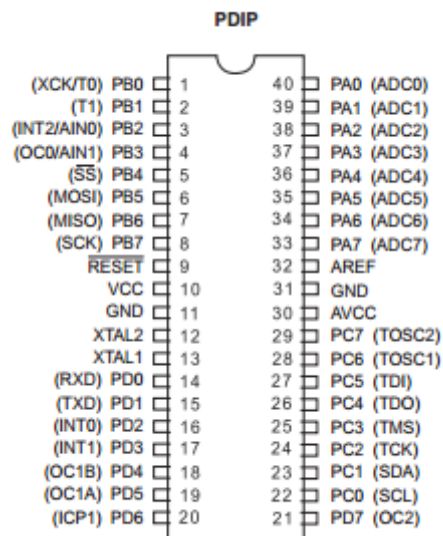 PDIP
(XCK/T0) PB0 1 40 PA0 (ADC0)
(T1) PB1 2 39 PA1 (ADC1)
(INT2/AIN0) PB2 3 38 PA2 (ADC2)
(OC0/AIN1) PB3 4 37 PA3 (ADC3)
(SS) PB4 5 36 PA4 (ADC4)
(MOSI) PB5 6 35 PA5 (ADC5)
(MISO) PB6 7 34 PA6 (ADC6)
(SCK) PB7 8 33 PA7 (ADC7)
RESET 9 32 AREF
VCC 10 31 GND
GND 11 30 AVCC
XTAL2 12 29 PC7 (TOSC2)
XTAL1 13 28 PC6 (TOSC1)
(RXD) PD0 14 27 PC5 (TDI)
(TXD) PD1 15 26 PC4 (TDO)
(INT0) PD2 16 25 PC3 (TMS)
(INT1) PD3 17 24 PC2 (TCK)
(OC1B) PD4 18 23 PC1 (SDA)
(OC1A) PD5 19 22 PC0 (SCL)
(ICP1) PD6 20 21 PD7 (OC2)